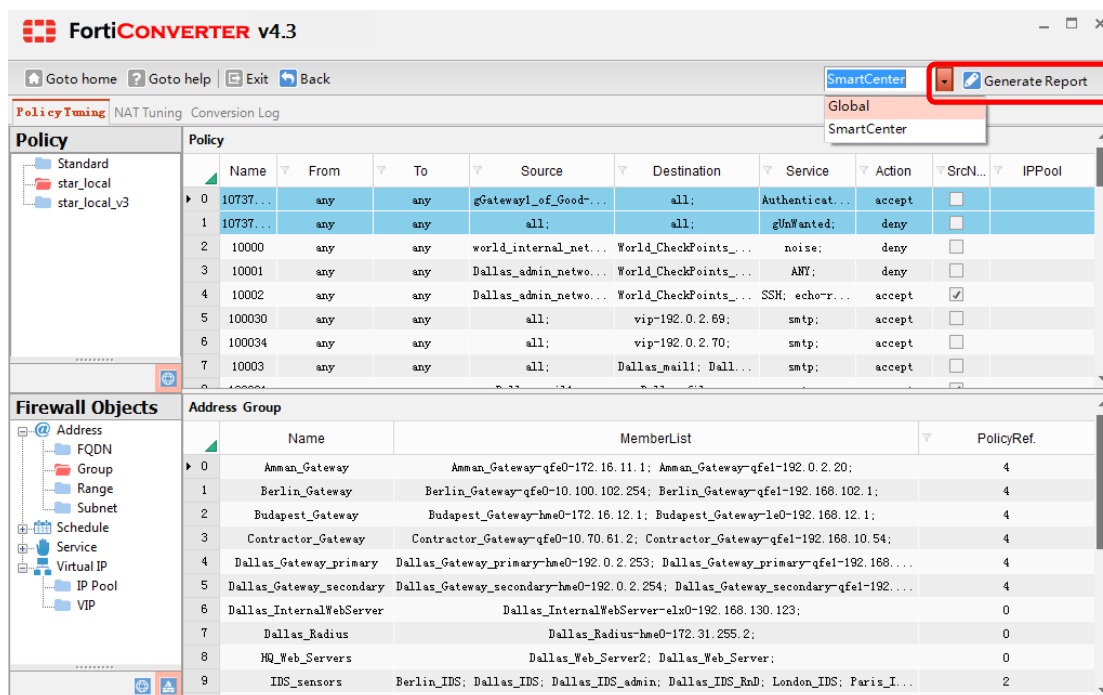 FORTICONVERTER v4.3
Goto home Goto help Exit Back SmartCenter Generate Report
Global
SmartCenter
PolicyTuning NAT Tuning Conversion Log
Policy
Standard
star_local
star_local_v3
Policy
Name From To Source Destination Service Action SrcN... IPPool
0 10737... any any gGateway1_of_Good-... all; Authenticat... accept
1 10737... any any all; all; gUnWanted; deny
2 10000 any any world_internal_net... World_CheckPoints_... noise; deny
3 10001 any any Dallas_admin_netwo... World_CheckPoints_... ANY; deny
4 10002 any any Dallas_admin_netwo... World_CheckPoints_... SSH; echo-r... accept
5 100030 any any all; vip-192.0.2.69; smtp; accept
6 100034 any any all; vip-192.0.2.70; smtp; accept
7 10003 any any all; Dallas_mail1; Dall... smtp; accept
Firewall Objects
Address
FQDN
Group
Range
Subnet
Schedule
Service
Virtual IP
IP Pool
VIP
Address Group
Name MemberList PolicyRef.
0 Amman_Gateway Amman_Gateway-qfe0-172.16.11.1; Amman_Gateway-qfe1-192.0.2.20; 4
1 Berlin_Gateway Berlin_Gateway-qfe0-10.100.102.254; Berlin_Gateway-qfe1-192.168.102.1; 4
2 Budapest_Gateway Budapest_Gateway-hme0-172.16.12.1; Budapest_Gateway-le0-192.168.12.1; 4
3 Contractor_Gateway Contractor_Gateway-qfe0-10.70.61.2; Contractor_Gateway-qfe1-192.168.10.54; 4
4 Dallas_Gateway_primary Dallas_Gateway_primary-hme0-192.0.2.253; Dallas_Gateway_primary-qfe1-192.168.... 4
5 Dallas_Gateway_secondary Dallas_Gateway_secondary-hme0-192.0.2.254; Dallas_Gateway_secondary-qfe1-192.... 4
6 Dallas_InternalWebServer Dallas_InternalWebServer-elx0-192.168.130.123; 0
7 Dallas_Radius Dallas_Radius-hme0-172.31.255.2; 0
8 HQ_Web_Servers Dallas_Web_Server2; Dallas_Web_Server; 0
9 IDS_sensors Berlin_IDS; Dallas_IDS; Dallas_IDS_admin; Dallas_IDS_RnD; London_IDS; Paris_I... 2